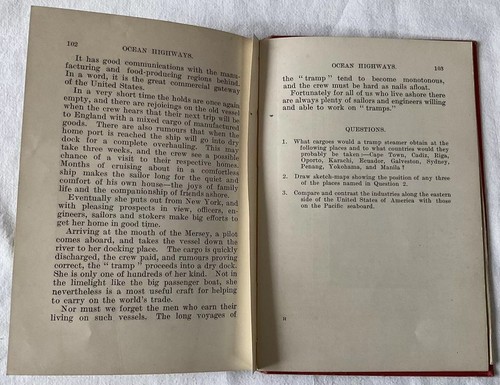 102
OCEAN HIGHWAYS.
It has good communications with the manu-
facturing and food-producing regions behind.
In a word, it is the great commercial gateway
of the United States.
In a very short time the holds are once again
empty, and there are rejoicings on the old vessel
when the crew hears that their next trip will be
to England with a mixed cargo of manufactured
goods. There are also rumours that when the
home port is reached the ship will go into dry
dock for a complete overhauling. This may
take three weeks, and the crew see a possible
chance of a visit to their respective homes.
Months of cruising about in a comfortless
ship makes the sailor long for the quiet and
comfort of his own house—the joys of family
life and the companionship of friends ashore.
Eventually she puts out from New York, and
with pleasing prospects in view, officers, en-
gineers, sailors and stokers make big efforts to
get her home in good time.
Arriving at the mouth of the Mersey, a pilot
comes aboard, and takes the vessel down the
river to her docking place. The cargo is quickly
discharged, the crew paid, and rumours proving
correct, the "tramp" proceeds into a dry dock.
She is only one of hundreds of her kind. Not in
the limelight like the big passenger boat, she
nevertheless is a most useful craft for helping
to carry on the world's trade.
Nor must we forget the men who earn their
living on such vessels. The long voyages of
OCEAN HIGHWAYS.
103
the "tramp" tend to become monotonous,
and the crew must be hard as nails afloat.
Fortunately for all of us who live ashore there
are always plenty of sailors and engineers willing
and able to work on "tramps."
QUESTIONS.
1. What cargoes would a tramp steamer obtain at the
following places and to what countries would they
probably be taken—Cape Town, Cadiz, Riga,
Oporto, Karachi, Ecuador, Galveston, Sydney,
Penang, Yokohama, and Manila?
2. Draw sketch-maps showing the position of any three
of the places named in Question 2.
3. Compare and contrast the industries along the eastern
side of the United States of America with those
on the Pacific seaboard.